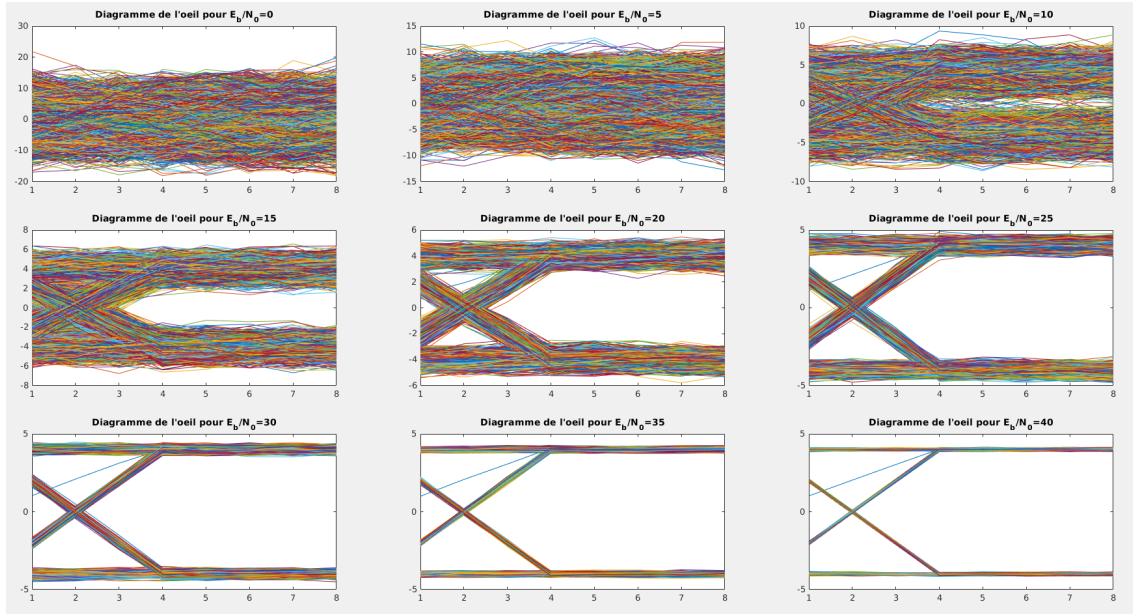 Diagramme de l'oeil pour E_b/N_0=0
30
20
10
0
-10
-20
1 2 3 4 5 6 7 8
Diagramme de l'oeil pour E_b/N_0=5
15
10
5
0
-5
-10
-15
1 2 3 4 5 6 7 8
Diagramme de l'oeil pour E_b/N_0=10
10
5
0
-5
-10
1 2 3 4 5 6 7 8
Diagramme de l'oeil pour E_b/N_0=15
8
6
4
2
0
-2
-4
-6
-8
1 2 3 4 5 6 7 8
Diagramme de l'oeil pour E_b/N_0=20
6
4
2
0
-2
-4
-6
1 2 3 4 5 6 7 8
Diagramme de l'oeil pour E_b/N_0=25
5
0
-5
1 2 3 4 5 6 7 8
Diagramme de l'oeil pour E_b/N_0=30
5
0
-5
1 2 3 4 5 6 7 8
Diagramme de l'oeil pour E_b/N_0=35
5
0
-5
1 2 3 4 5 6 7 8
Diagramme de l'oeil pour E_b/N_0=40
5
0
-5
1 2 3 4 5 6 7 8